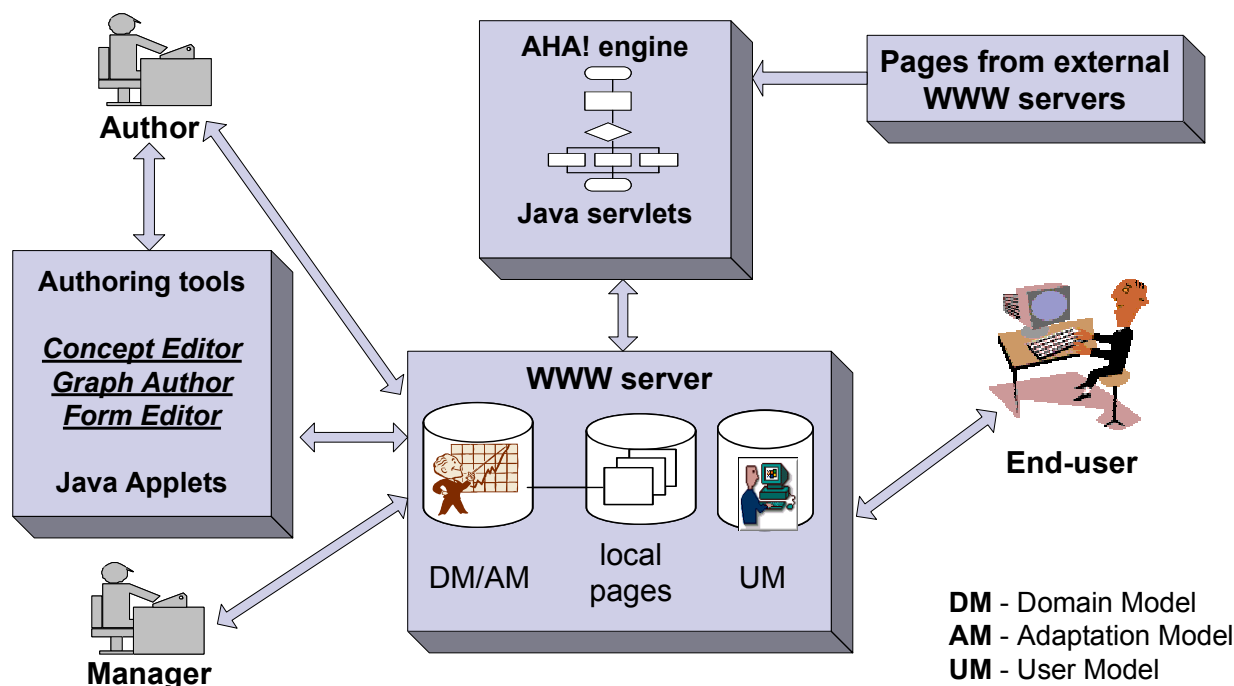 AHA! engine
Java servlets
Pages from external
WWW servers
Author
Authoring tools
Concept Editor
Graph Author
Form Editor
Java Applets
WWW server
DM/AM
local
pages
UM
End-user
Manager
DM - Domain Model
AM - Adaptation Model
UM - User Model